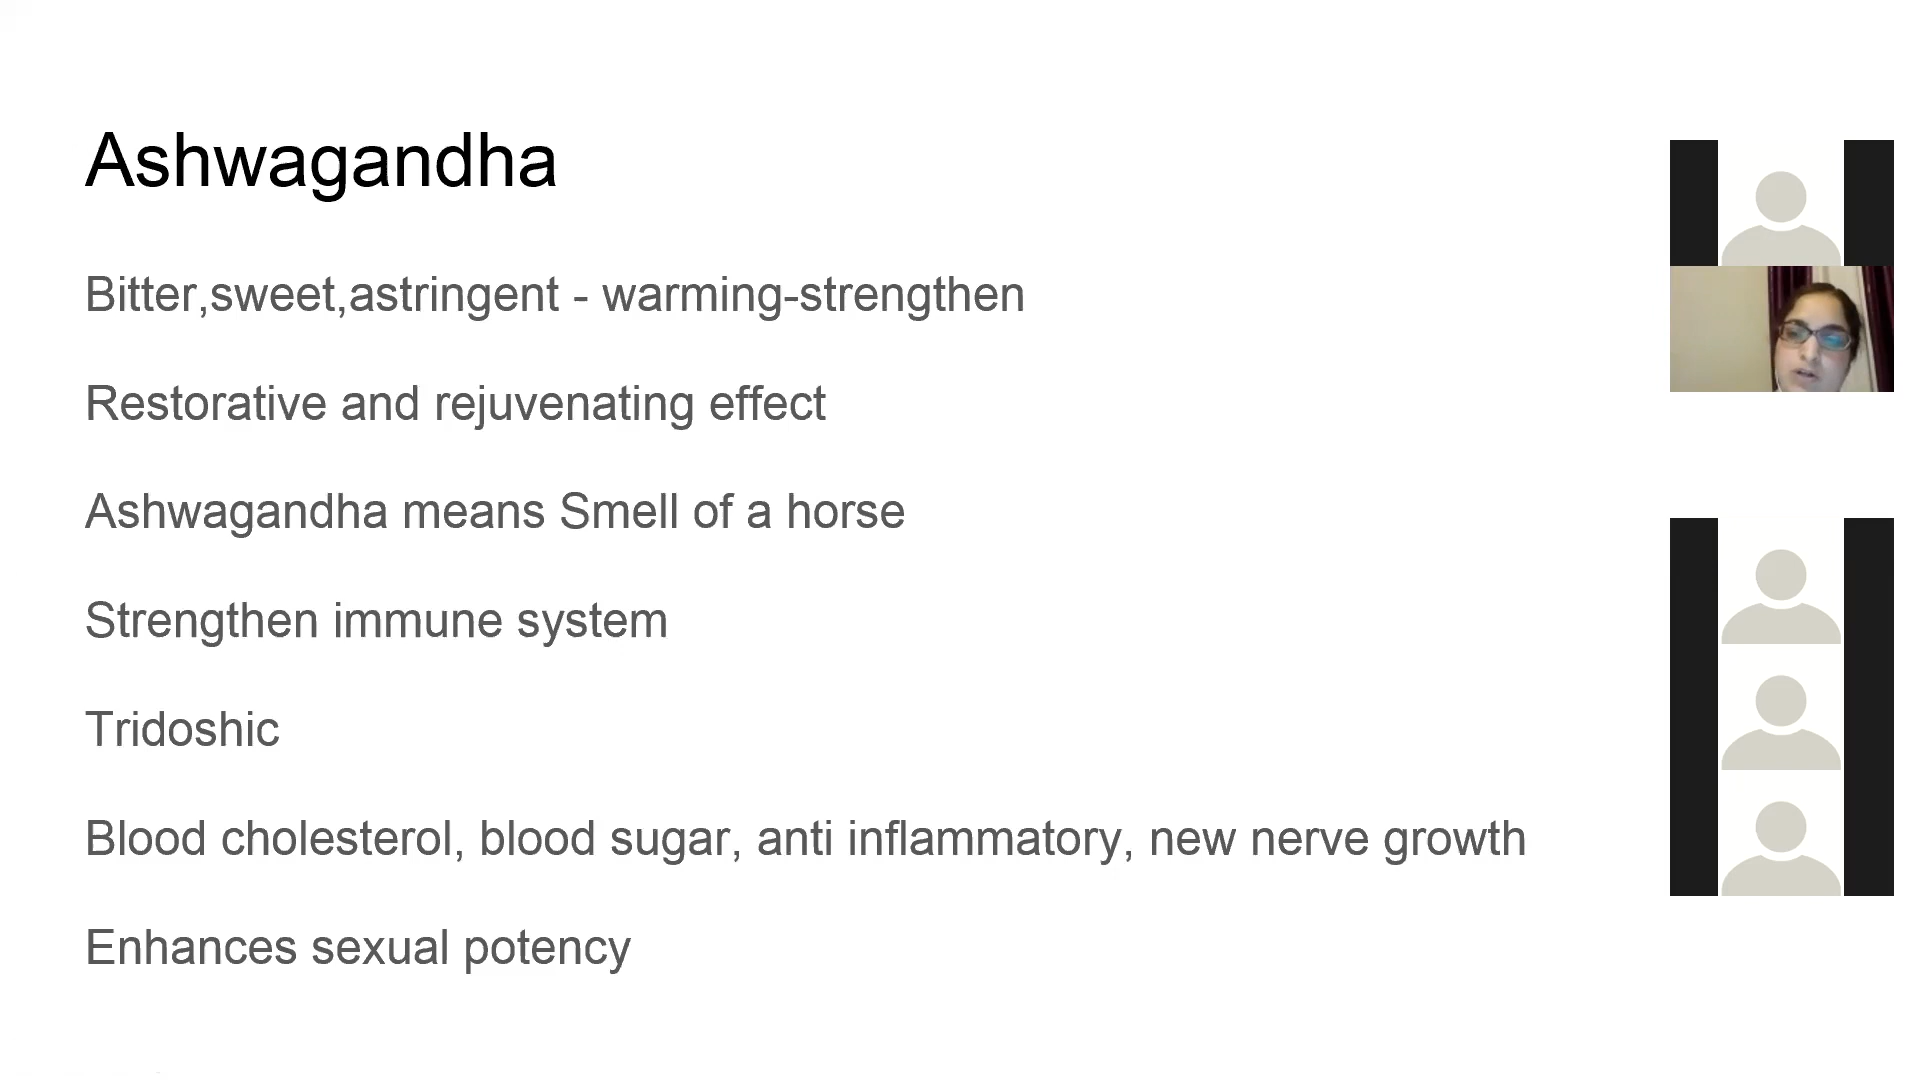 Ashwagandha
Bitter,sweet,astringent - warming-strengthen
Restorative and rejuvenating effect
Ashwagandha means Smell of a horse
Strengthen immune system
Tridoshic
Blood cholesterol, blood sugar, anti inflammatory, new nerve growth
Enhances sexual potency